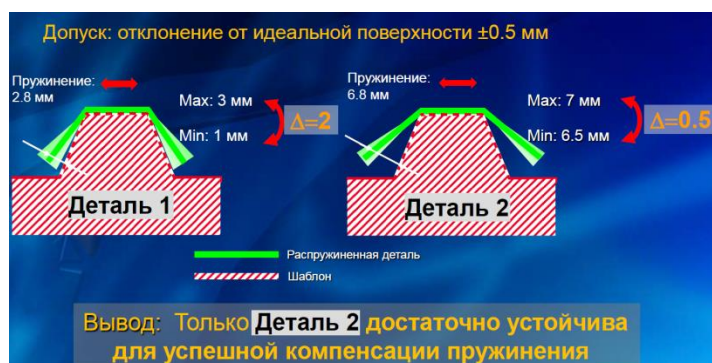 Допуск: отклонение от идеальной поверхности ±0.5 мм
Пружинение:
2.8 мм
Max: 3 мм
Min: 1 мм
Δ=2
Деталь 1
Пружинение:
6.8 мм
Max: 7 мм
Min: 6.5 мм
Δ=0.5
Деталь 2
Распружиненная деталь
Шаблон
Вывод: Только Деталь 2 достаточно устойчива
для успешной компенсации пружинения